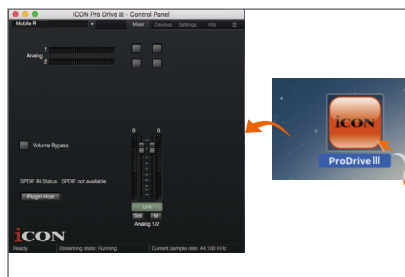 iCON Pro Drive III - Control Panel
Mobile R
Mixer Devices Settings Info
1
Analog
2
0 0
Volume Bypass
SPDIF IN Status: SPDIF not available
Plugin Host
Link
M
Analog 1/2
iCON
Ready Streaming state: Running Current sample rate: 44,100 KHz
iCON
ProDrive III